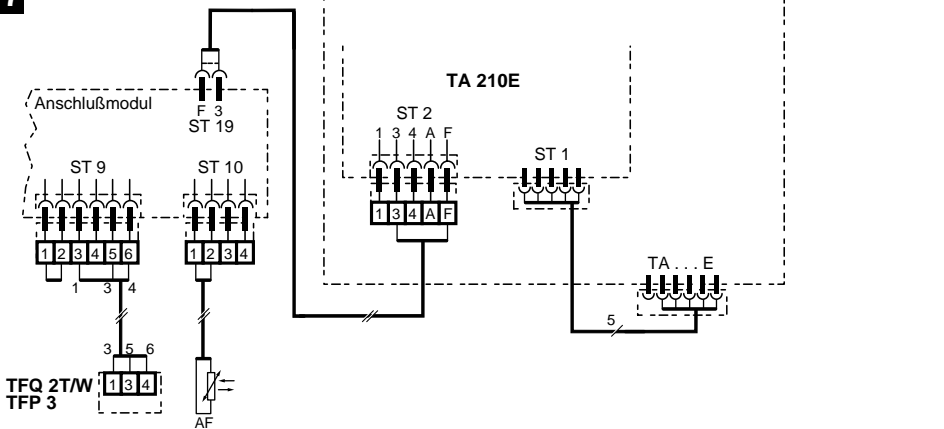 7
TA 210E
Anschlußmodul
F 3
ST 19
ST 2
1 3 4 A F
ST 1
ST 9
ST 10
1 3 4 A F
1 2 3 4 5 6
1 2 3 4
TA . . . E
1 3 4
5
3 5 6
TFQ 2T/W
TFP 3
1 3 4
AF